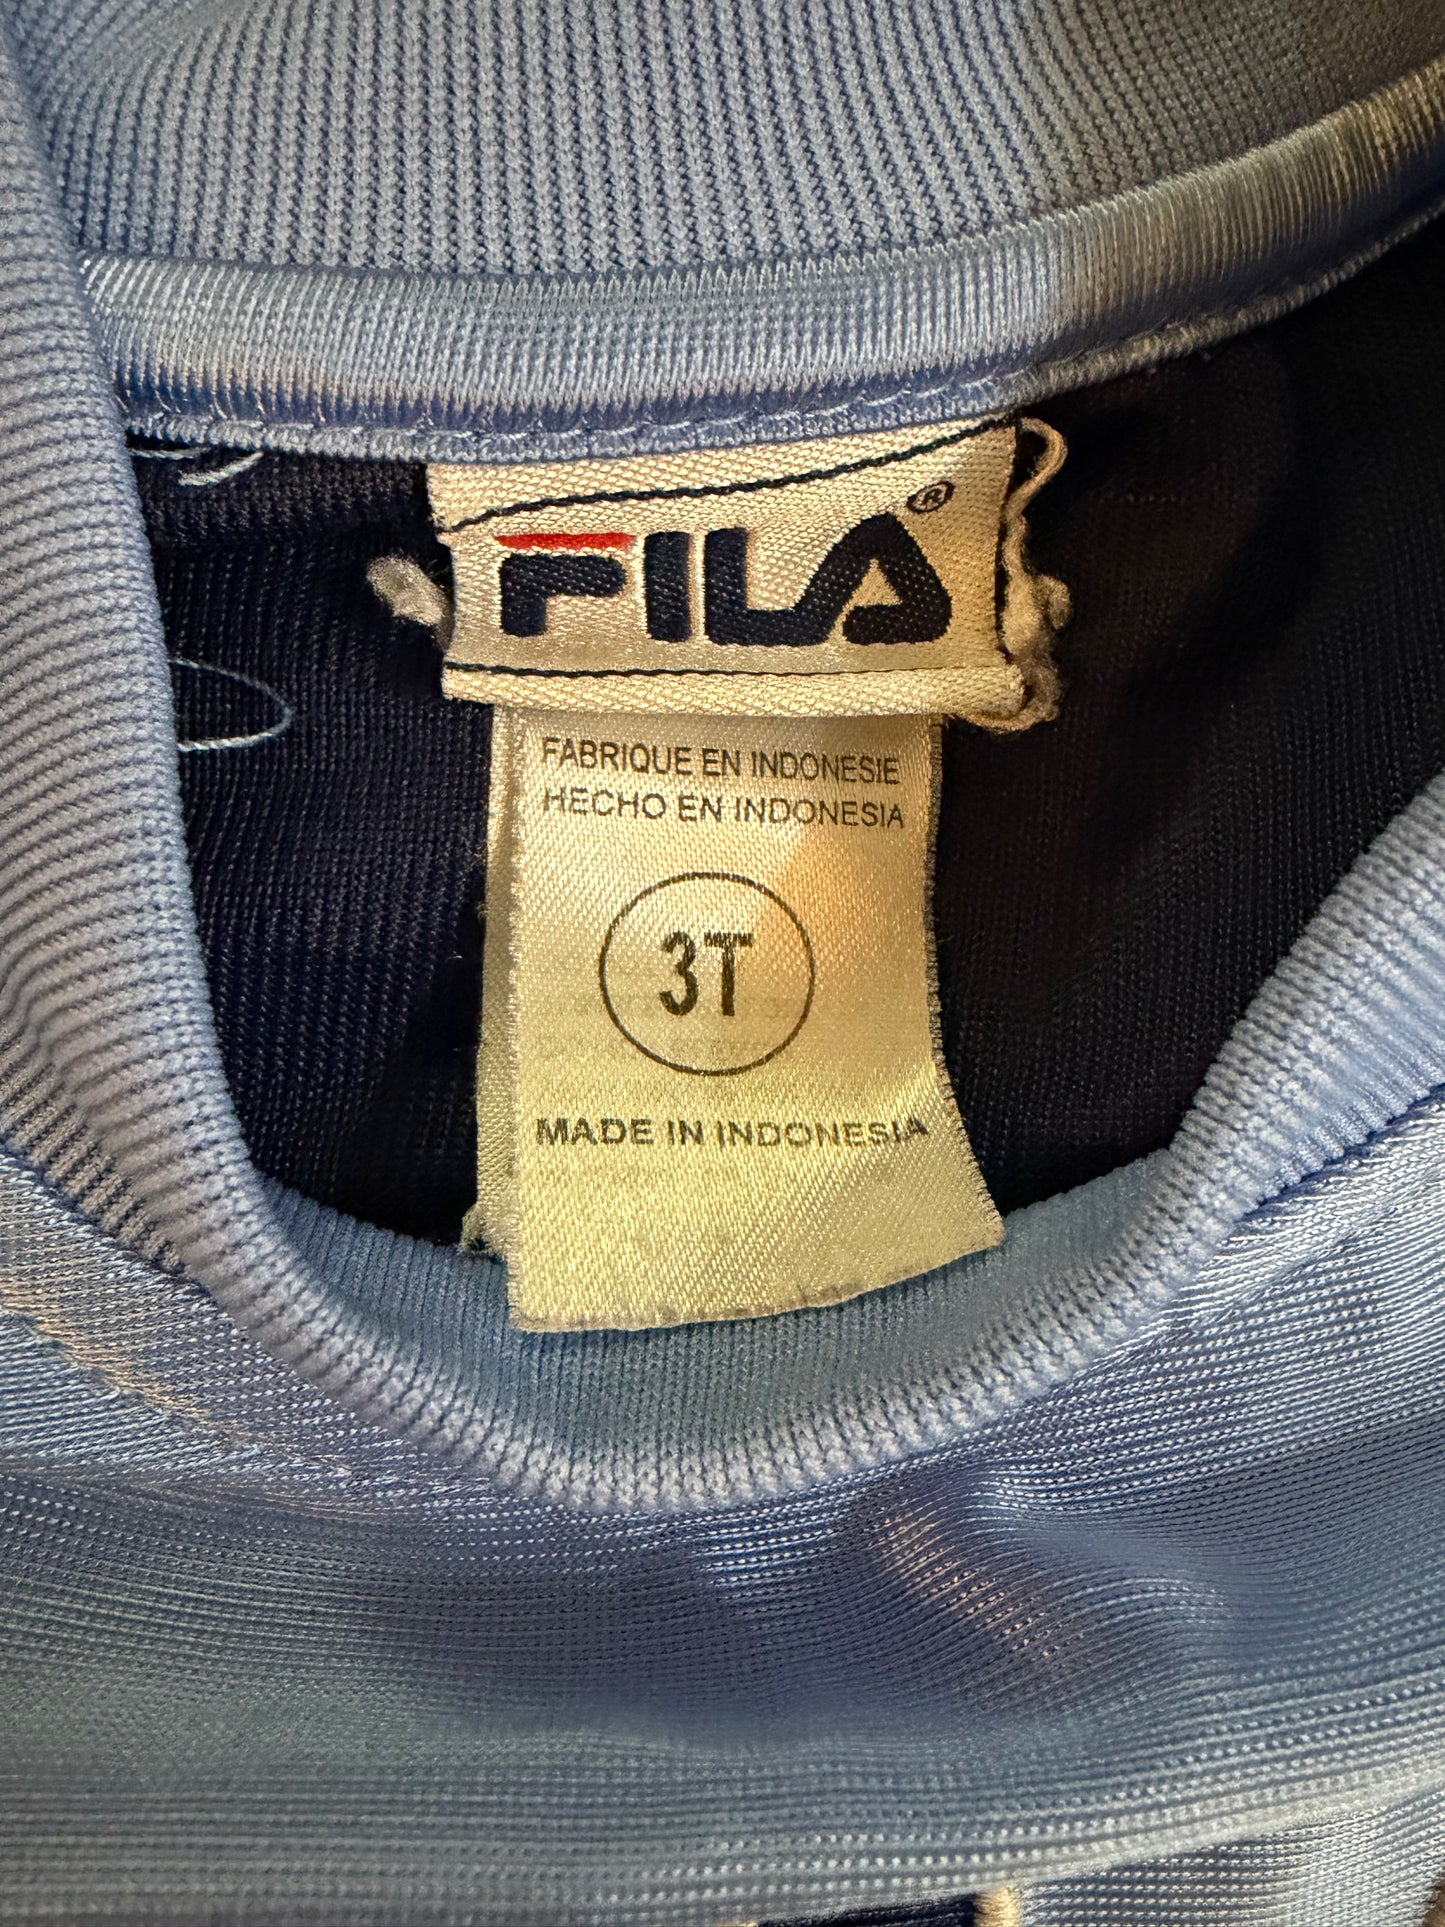 FILA®
FABRIQUE EN INDONESIE
HECHO EN INDONESIA
3T
MADE IN INDONESIA